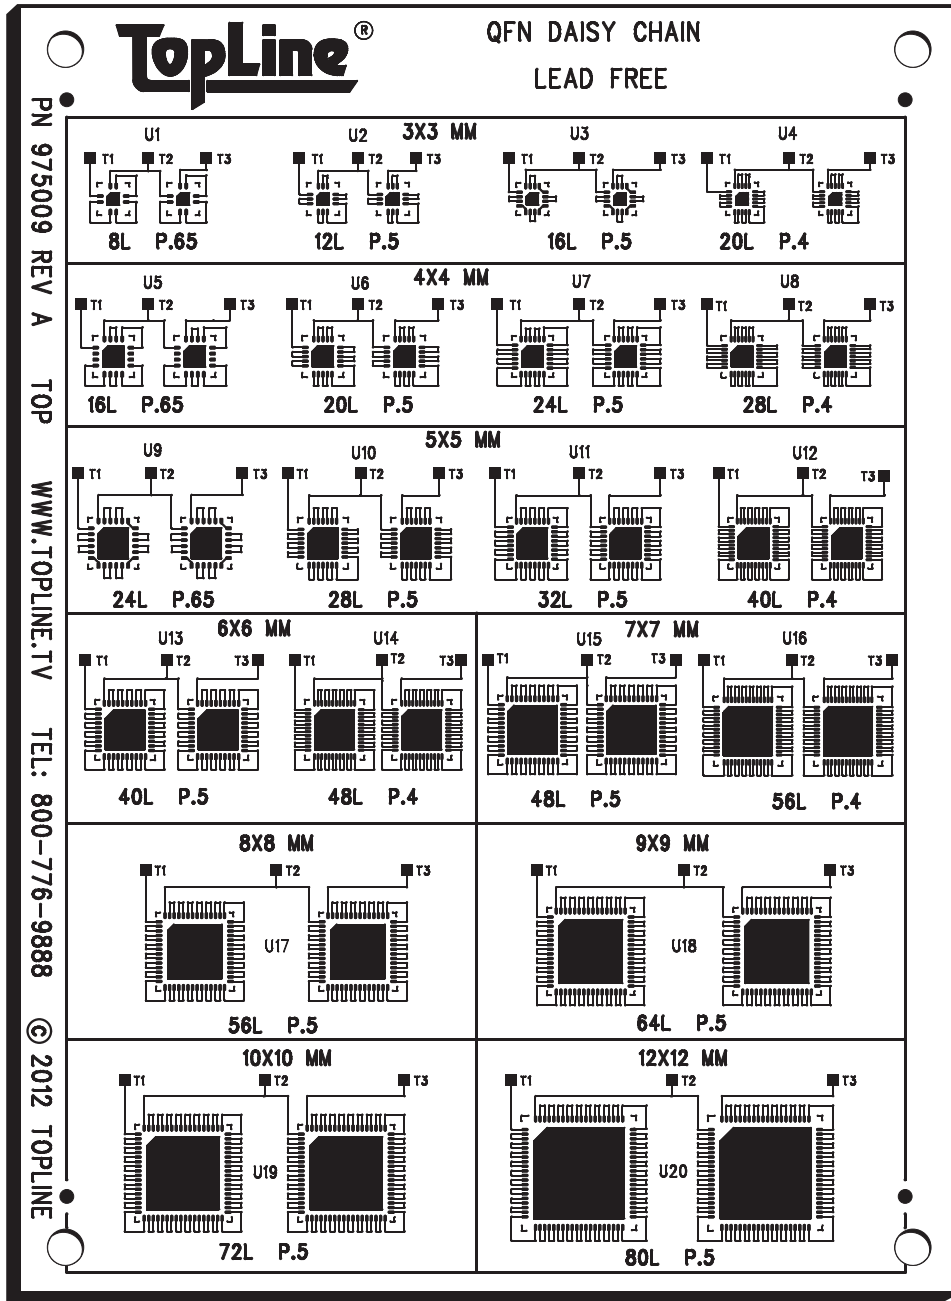 TopLine®
QFN DAISY CHAIN
LEAD FREE
PN 975009 REV A TOP WWW.TOPLINE.TV TEL: 800-776-9888 © 2012 TOPLINE
3X3 MM
U1 U2 U3 U4
T1 T2 T3 T1 T2 T3 T1 T2 T3 T1 T2 T3
8L P.65 12L P.5 16L P.5 20L P.4
4X4 MM
U5 U6 U7 U8
T1 T2 T3 T1 T2 T3 T1 T2 T3 T1 T2 T3
16L P.65 20L P.5 24L P.5 28L P.4
5X5 MM
U9 U10 U11 U12
T1 T2 T3 T1 T2 T3 T1 T2 T3 T1 T2 T3
24L P.65 28L P.5 32L P.5 40L P.4
6X6 MM
U13 U14
T1 T2 T3 T1 T2 T3
40L P.5 48L P.4
7X7 MM
U15 U16
T1 T2 T3 T1 T2 T3
48L P.5 56L P.4
8X8 MM
T1 T2 T3
U17
56L P.5
9X9 MM
T1 T2 T3
U18
64L P.5
10X10 MM
T1 T2 T3
U19
72L P.5
12X12 MM
T1 T2 T3
U20
80L P.5